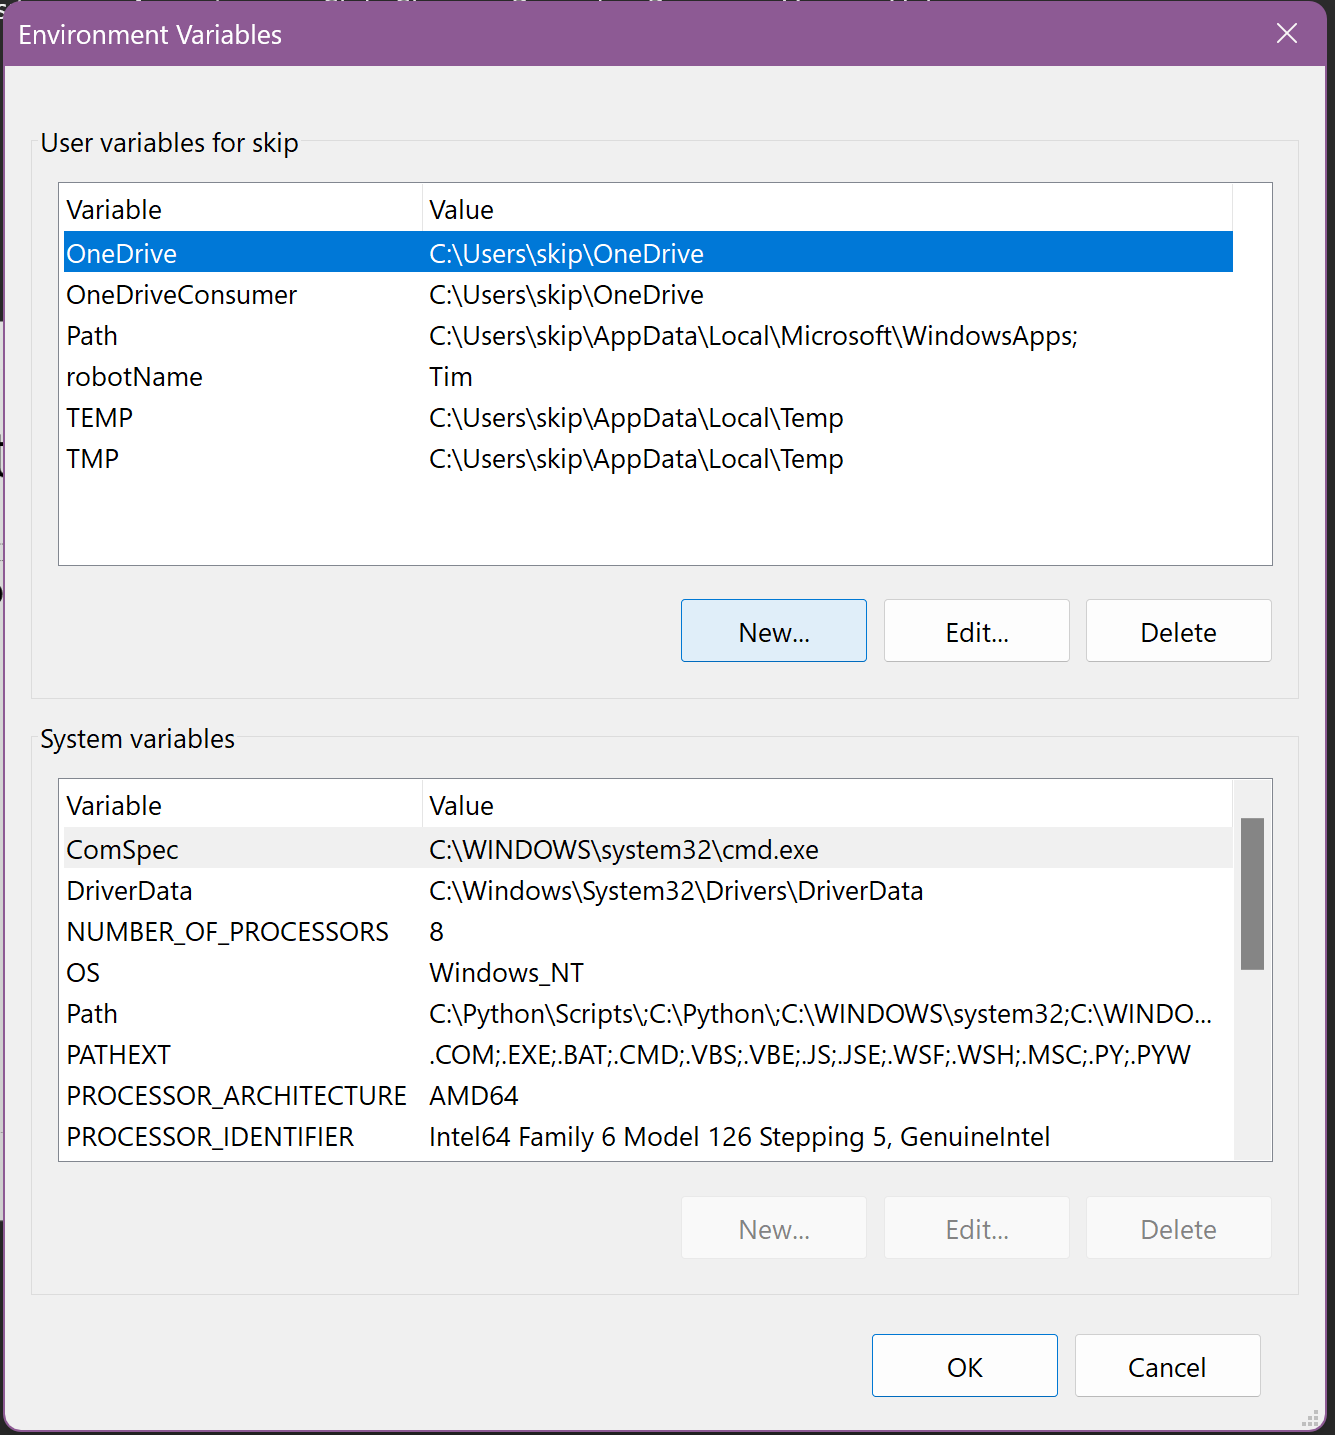 Environment Variables
User variables for skip
Variable Value
OneDrive C:\Users\skip\OneDrive
OneDriveConsumer C:\Users\skip\OneDrive
Path C:\Users\skip\AppData\Local\Microsoft\WindowsApps;
robotName Tim
TEMP C:\Users\skip\AppData\Local\Temp
TMP C:\Users\skip\AppData\Local\Temp
New... Edit... Delete
System variables
Variable Value
ComSpec C:\WINDOWS\system32\cmd.exe
DriverData C:\Windows\System32\Drivers\DriverData
NUMBER_OF_PROCESSORS 8
OS Windows_NT
Path C:\Python\Scripts\;C:\Python\;C:\WINDOWS\system32;C:\WINDO...
PATHEXT .COM;.EXE;.BAT;.CMD;.VBS;.VBE;.JS;.JSE;.WSF;.WSH;.MSC;.PY;.PYW
PROCESSOR_ARCHITECTURE AMD64
PROCESSOR_IDENTIFIER Intel64 Family 6 Model 126 Stepping 5, GenuineIntel
New... Edit... Delete
OK Cancel